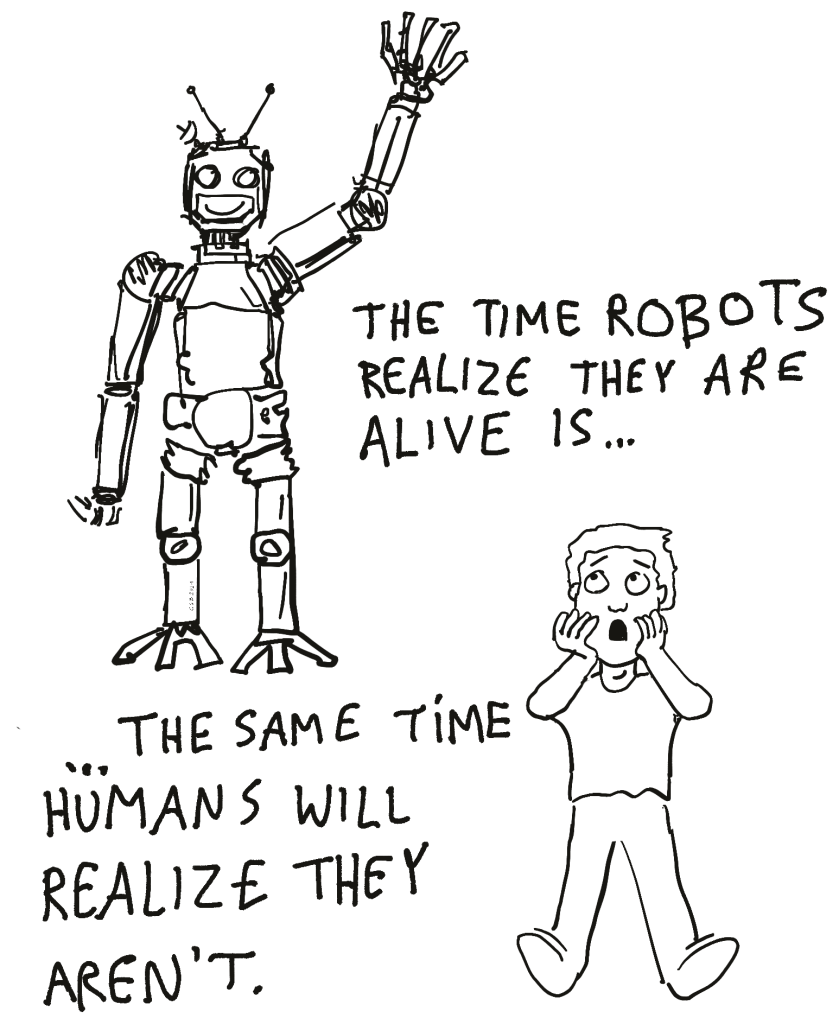 THE TIME ROBOTS
REALIZE THEY ARE
ALIVE IS...
...THE SAME TIME
HUMANS WILL
REALIZE THEY
AREN'T.